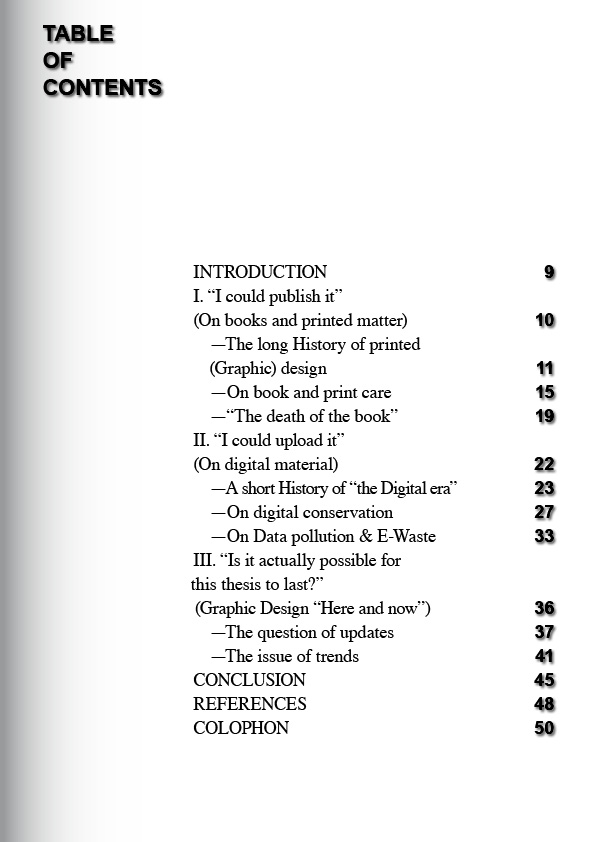 TABLE
OF
CONTENTS
INTRODUCTION 9
I. “I could publish it”
(On books and printed matter) 10
—The long History of printed
(Graphic) design 11
—On book and print care 15
—“The death of the book” 19
II. “I could upload it”
(On digital material) 22
—A short History of “the Digital era” 23
—On digital conservation 27
—On Data pollution & E-Waste 33
III. “Is it actually possible for
this thesis to last?”
(Graphic Design “Here and now”) 36
—The question of updates 37
—The issue of trends 41
CONCLUSION 45
REFERENCES 48
COLOPHON 50